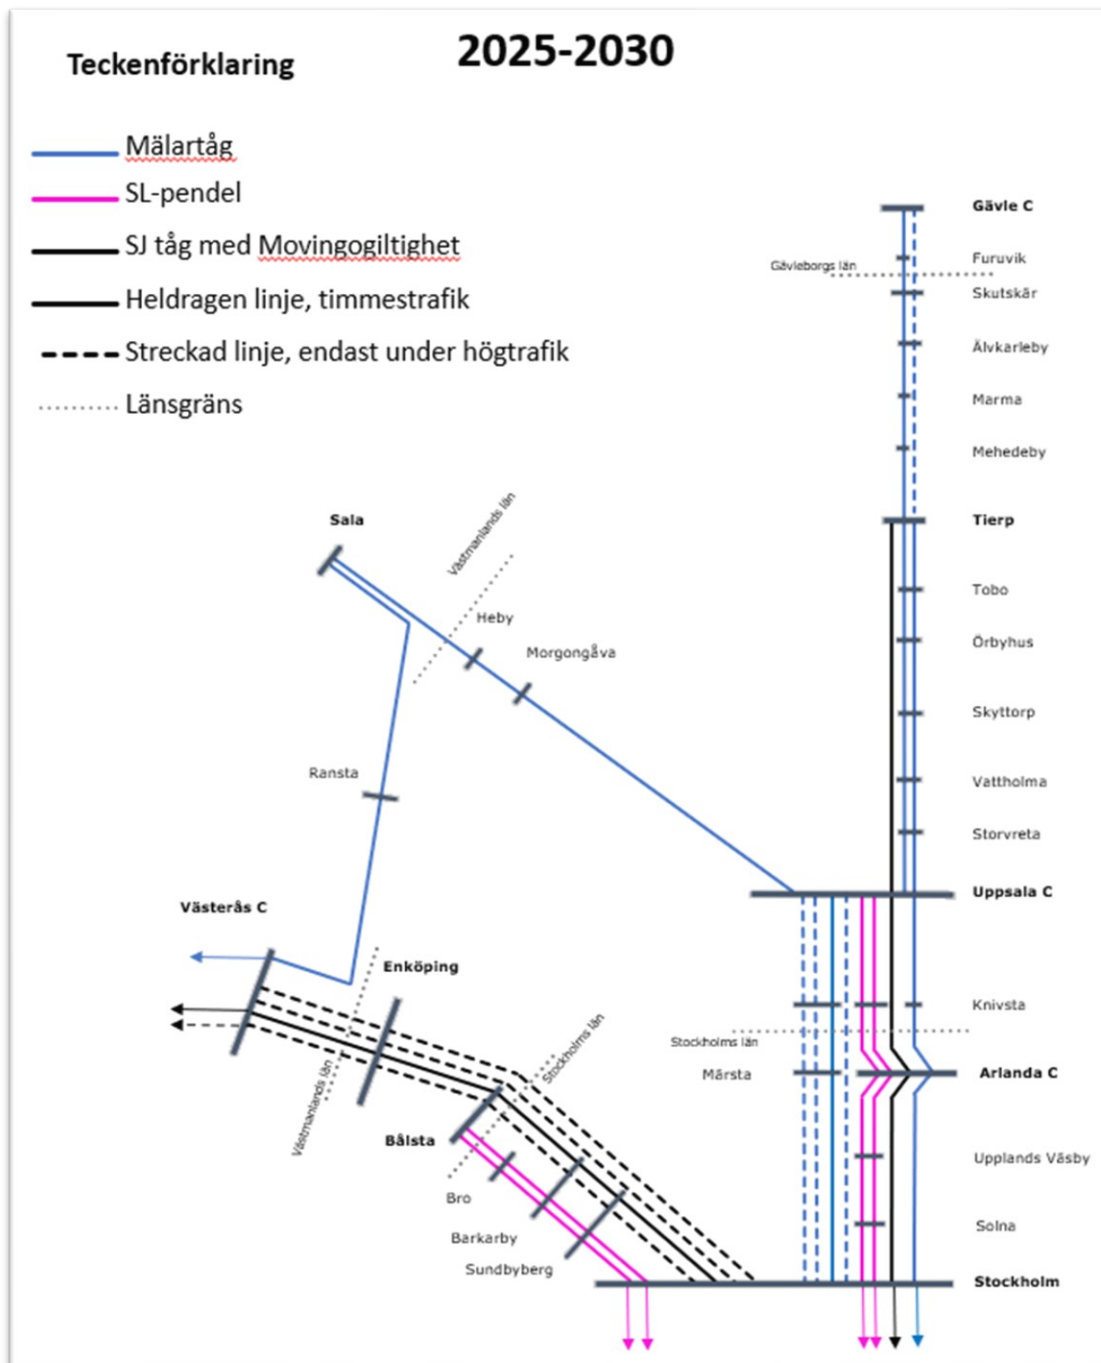 2025-2030
Teckenförklaring
Mälartåg
SL-pendel
SJ tåg med Movingogiltighet
Heldragen linje, timmestrafik
Streckad linje, endast under högtrafik
Länsgräns
Gävle C
Furuvik
Gävleborgs län
Skutskär
Älvkarleby
Marma
Mehedeby
Tierp
Sala
Västmanlands län
Tobo
Heby
Örbyhus
Morgongåva
Skyttorp
Ransta
Vattholma
Storvreta
Uppsala C
Västerås C
Enköping
Knivsta
Stockholms län
Stockholms län
Märsta
Arlanda C
Västmanlands län
Bålsta
Upplands Väsby
Bro
Solna
Barkarby
Sundbyberg
Stockholm